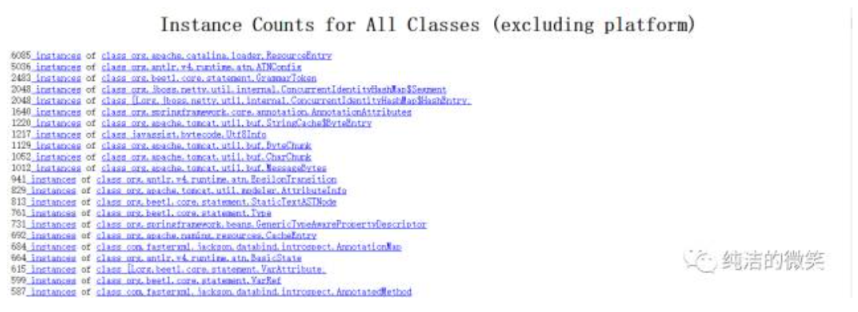 Instance Counts for All Classes (excluding platform)
6085 instances of class org.apache.catalina.loader.ResourceEntry
5036 instances of class org.antlr.v4.runtime.atn.ATNConfig
2483 instances of class org.beetl.core.statement.GrammarToken
2048 instances of class org.jboss.netty.util.internal.ConcurrentIdentityHashMap$Segment
2048 instances of class [Lorg.jboss.netty.util.internal.ConcurrentIdentityHashMap$HashEntry;
1640 instances of class org.springframework.core.annotation.AnnotationAttributes
1220 instances of class org.apache.tomcat.util.buf.StringCache$ByteEntry
1217 instances of class javassist.bytecode.Utf8Info
1129 instances of class org.apache.tomcat.util.buf.ByteChunk
1052 instances of class org.apache.tomcat.util.buf.CharChunk
1012 instances of class org.apache.tomcat.util.buf.MessageBytes
941 instances of class org.antlr.v4.runtime.atn.EpsilonTransition
829 instances of class org.apache.tomcat.util.modeler.AttributeInfo
813 instances of class org.beetl.core.statement.StaticTextASTNode
761 instances of class org.beetl.core.statement.Type
731 instances of class org.springframework.beans.GenericTypeAwarePropertyDescriptor
692 instances of class org.apache.naming.resources.CacheEntry
684 instances of class com.fasterxml.jackson.databind.introspect.AnnotationMap
664 instances of class org.antlr.v4.runtime.atn.BasicState
615 instances of class [Lorg.beetl.core.statement.VarAttribute;
599 instances of class org.beetl.core.statement.VarRef
587 instances of class com.fasterxml.jackson.databind.introspect.AnnotatedMethod
纯洁的微笑